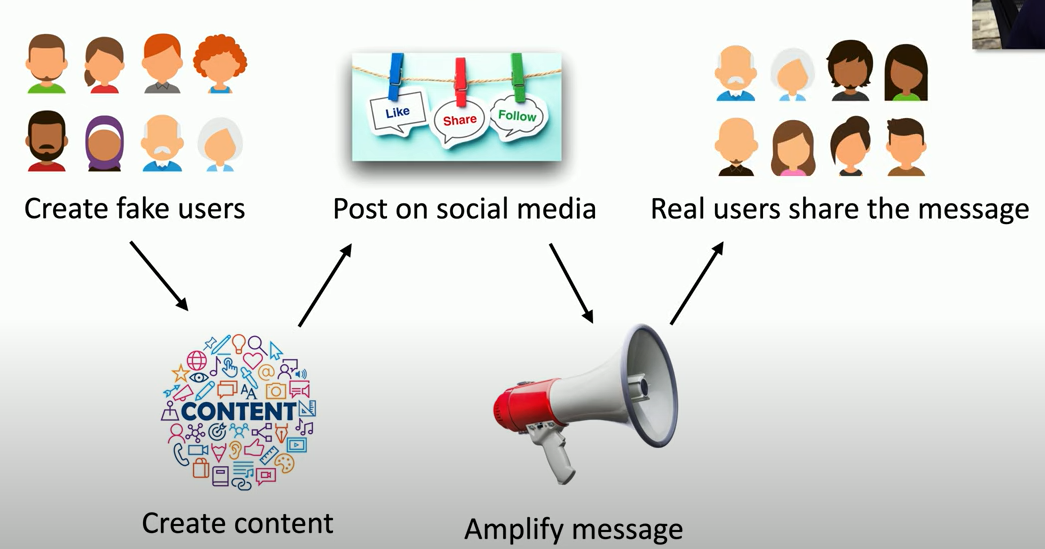 Like
Share
Follow
Create fake users
Post on social media
Real users share the message
@
AA
CONTENT
Create content
Amplify message